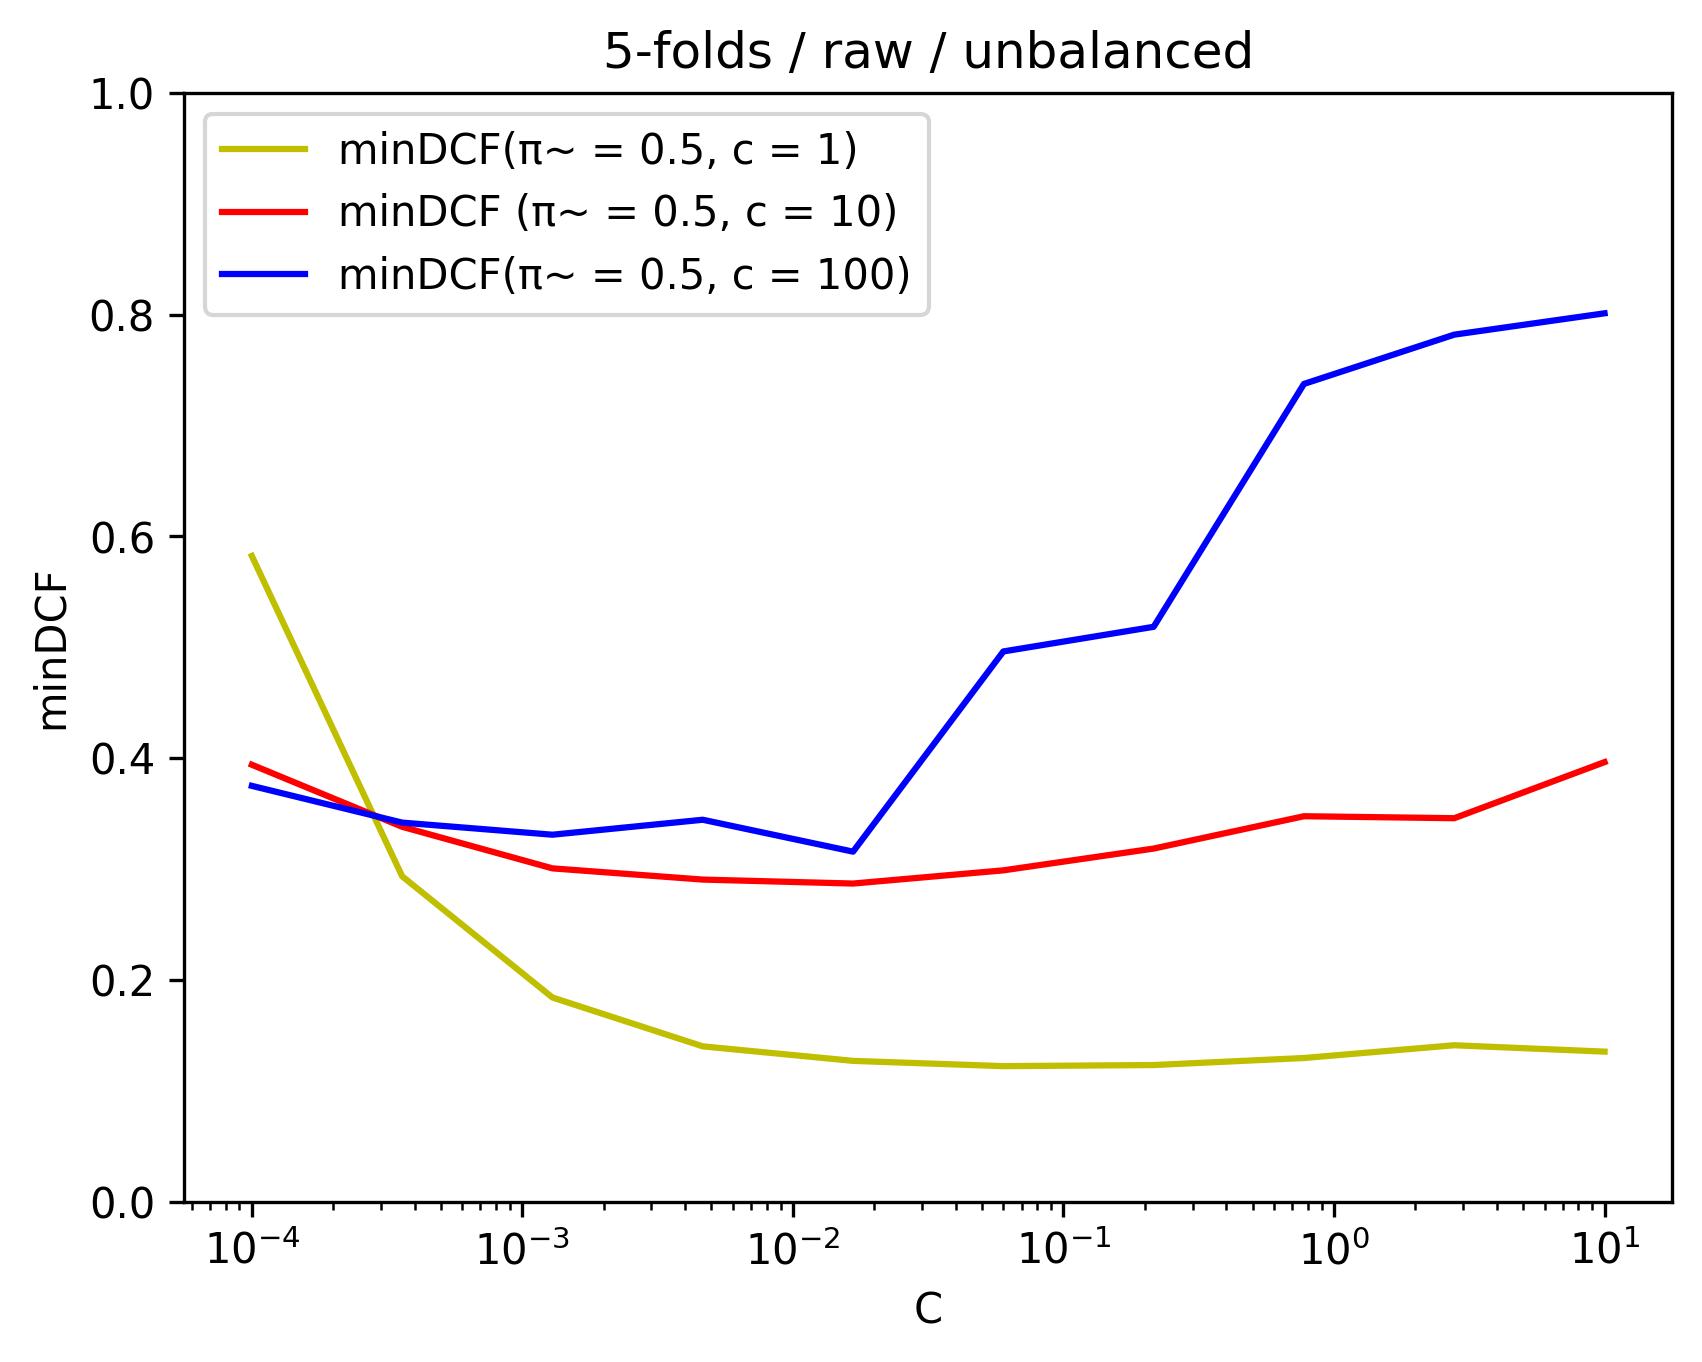 5-folds / raw / unbalanced
minDCF(π~ = 0.5, c = 1)
minDCF (π~ = 0.5, c = 10)
minDCF(π~ = 0.5, c = 100)
1.0
0.8
0.6
0.4
0.2
0.0
minDCF
10⁻⁴ 10⁻³ 10⁻² 10⁻¹ 10⁰ 10¹
C